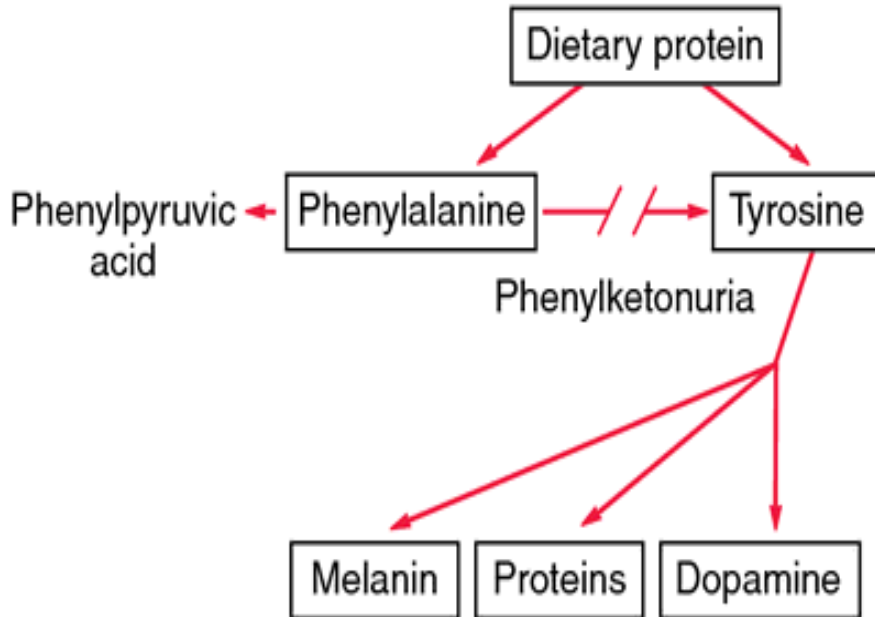 Dietary protein
Phenylpyruvic
acid
Phenylalanine
Tyrosine
Phenylketonuria
Melanin
Proteins
Dopamine